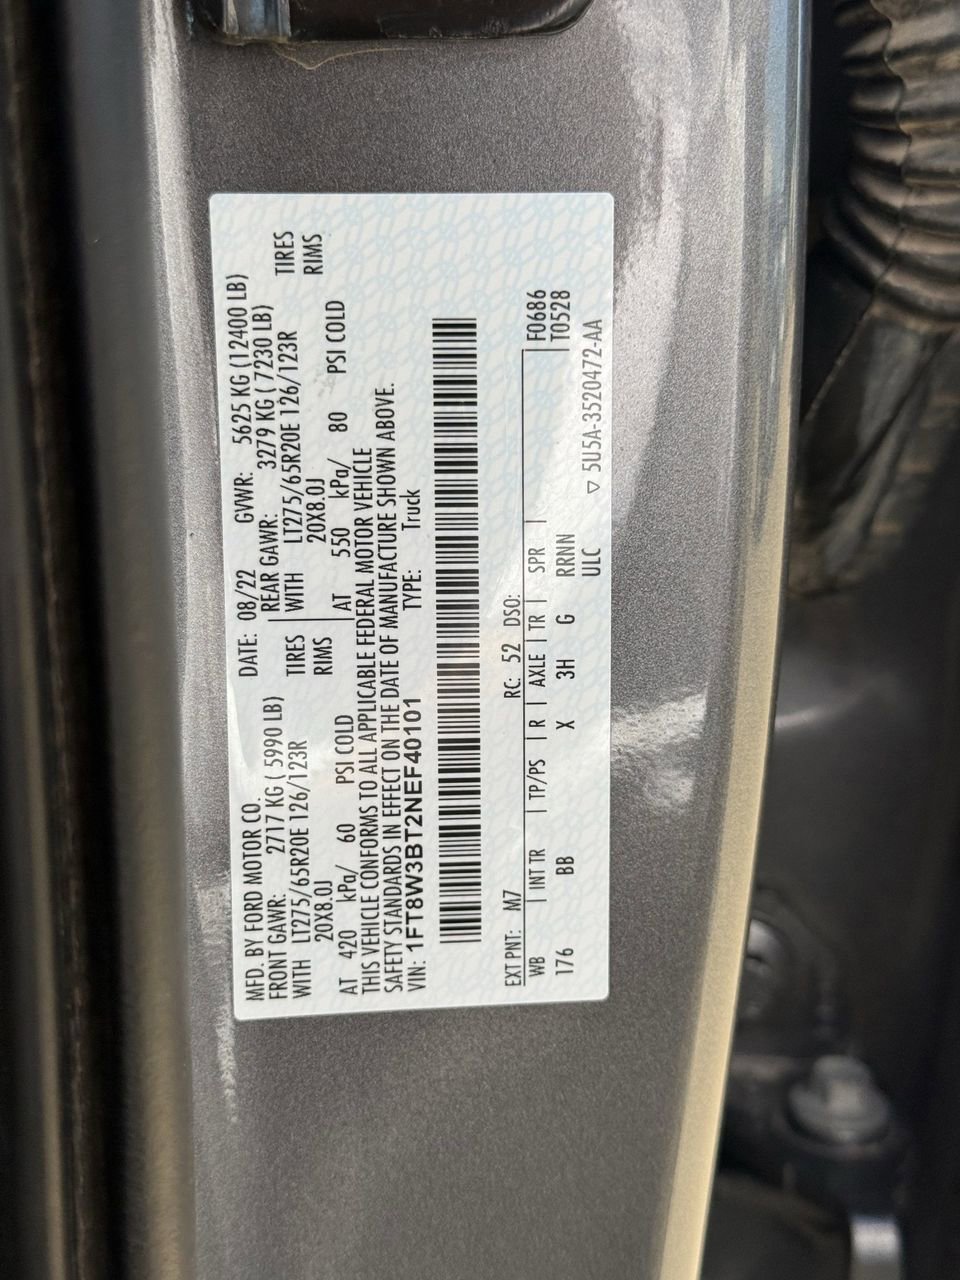 MFD. BY FORD MOTOR CO.
DATE: 08/22 GVWR: 5625 KG (12400 LB)
FRONT GAWR: 2717 KG ( 5990 LB)
REAR GAWR: 3279 KG ( 7230 LB)
WITH LT275/65R20E 126/123R TIRES
WITH LT275/65R20E 126/123R TIRES
20X8.0J RIMS
20X8.0J RIMS
AT 420 kPa/ 60 PSI COLD
AT 550 kPa/ 80 PSI COLD
THIS VEHICLE CONFORMS TO ALL APPLICABLE FEDERAL MOTOR VEHICLE
SAFETY STANDARDS IN EFFECT ON THE DATE OF MANUFACTURE SHOWN ABOVE.
VIN: 1FT8W3BT2NEF40101 TYPE: Truck
EXT PNT: M7 RC: 52 DSO: F0686
WB INT TR TP/PS R AXLE TR SPR T0528
176 BB X 3H G RRNN
ULC
▽ 5U5A-3520472-AA